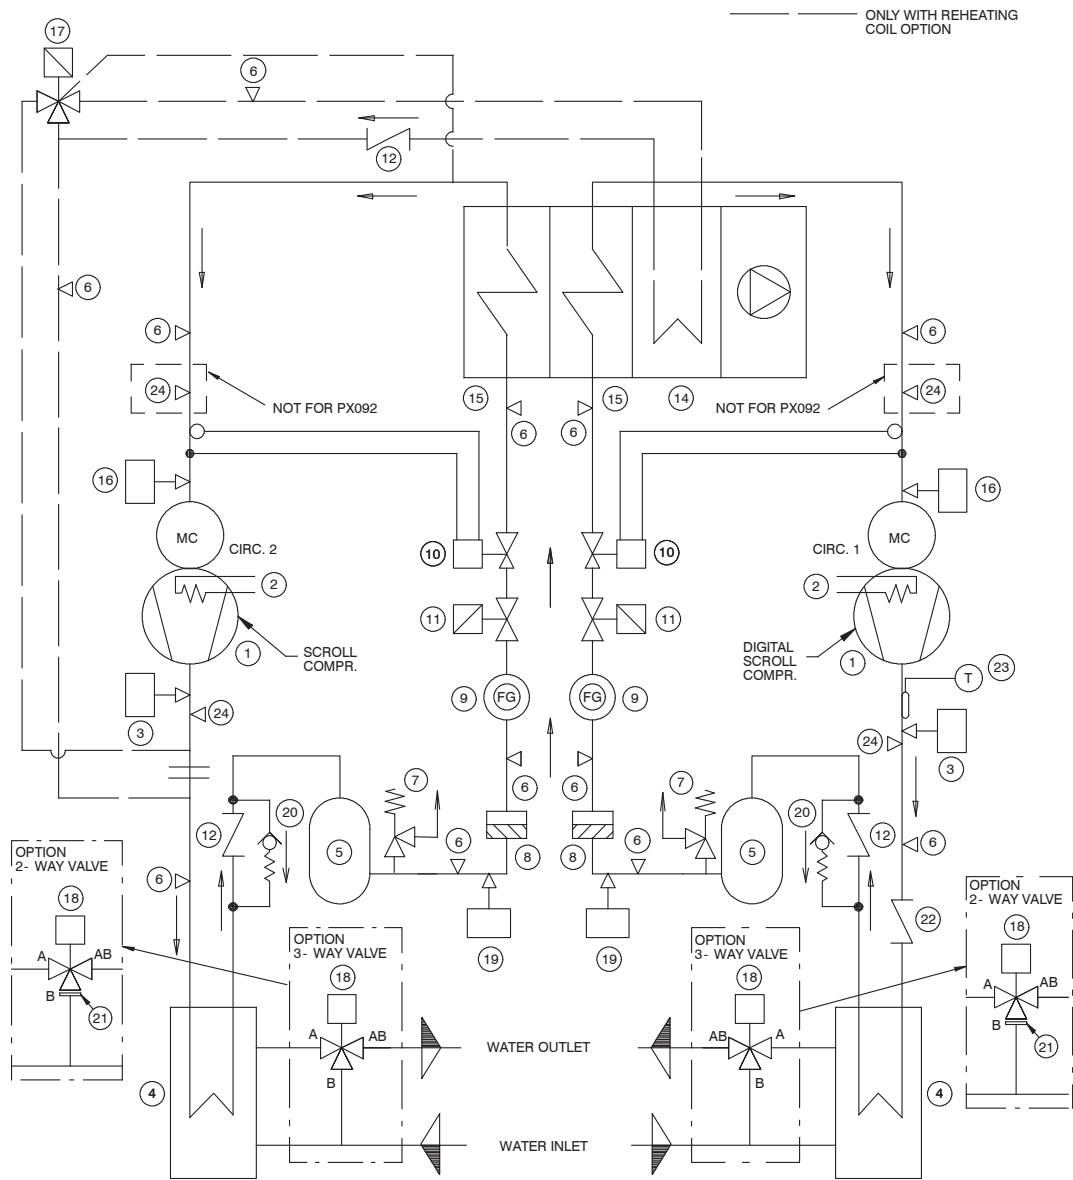 ONLY WITH REHEATING
COIL OPTION
17
6
12
6
6
6
24
24
15
15
14
NOT FOR PX092
NOT FOR PX092
6
6
16
16
MC
MC
CIRC. 2
10
10
CIRC. 1
2
2
11
11
SCROLL
COMPR.
1
DIGITAL
SCROLL
COMPR.
1
23
T
9
FG
FG
9
24
3
24
3
7
6
6
7
12
20
5
6
8
8
6
5
20
12
6
OPTION
2- WAY VALVE
6
OPTION
2- WAY VALVE
18
22
18
OPTION
3- WAY VALVE
19
19
OPTION
3- WAY VALVE
A
AB
18
18
A
AB
B
21
B
21
A
AB
WATER OUTLET
AB
A
B
B
4
4
WATER INLET